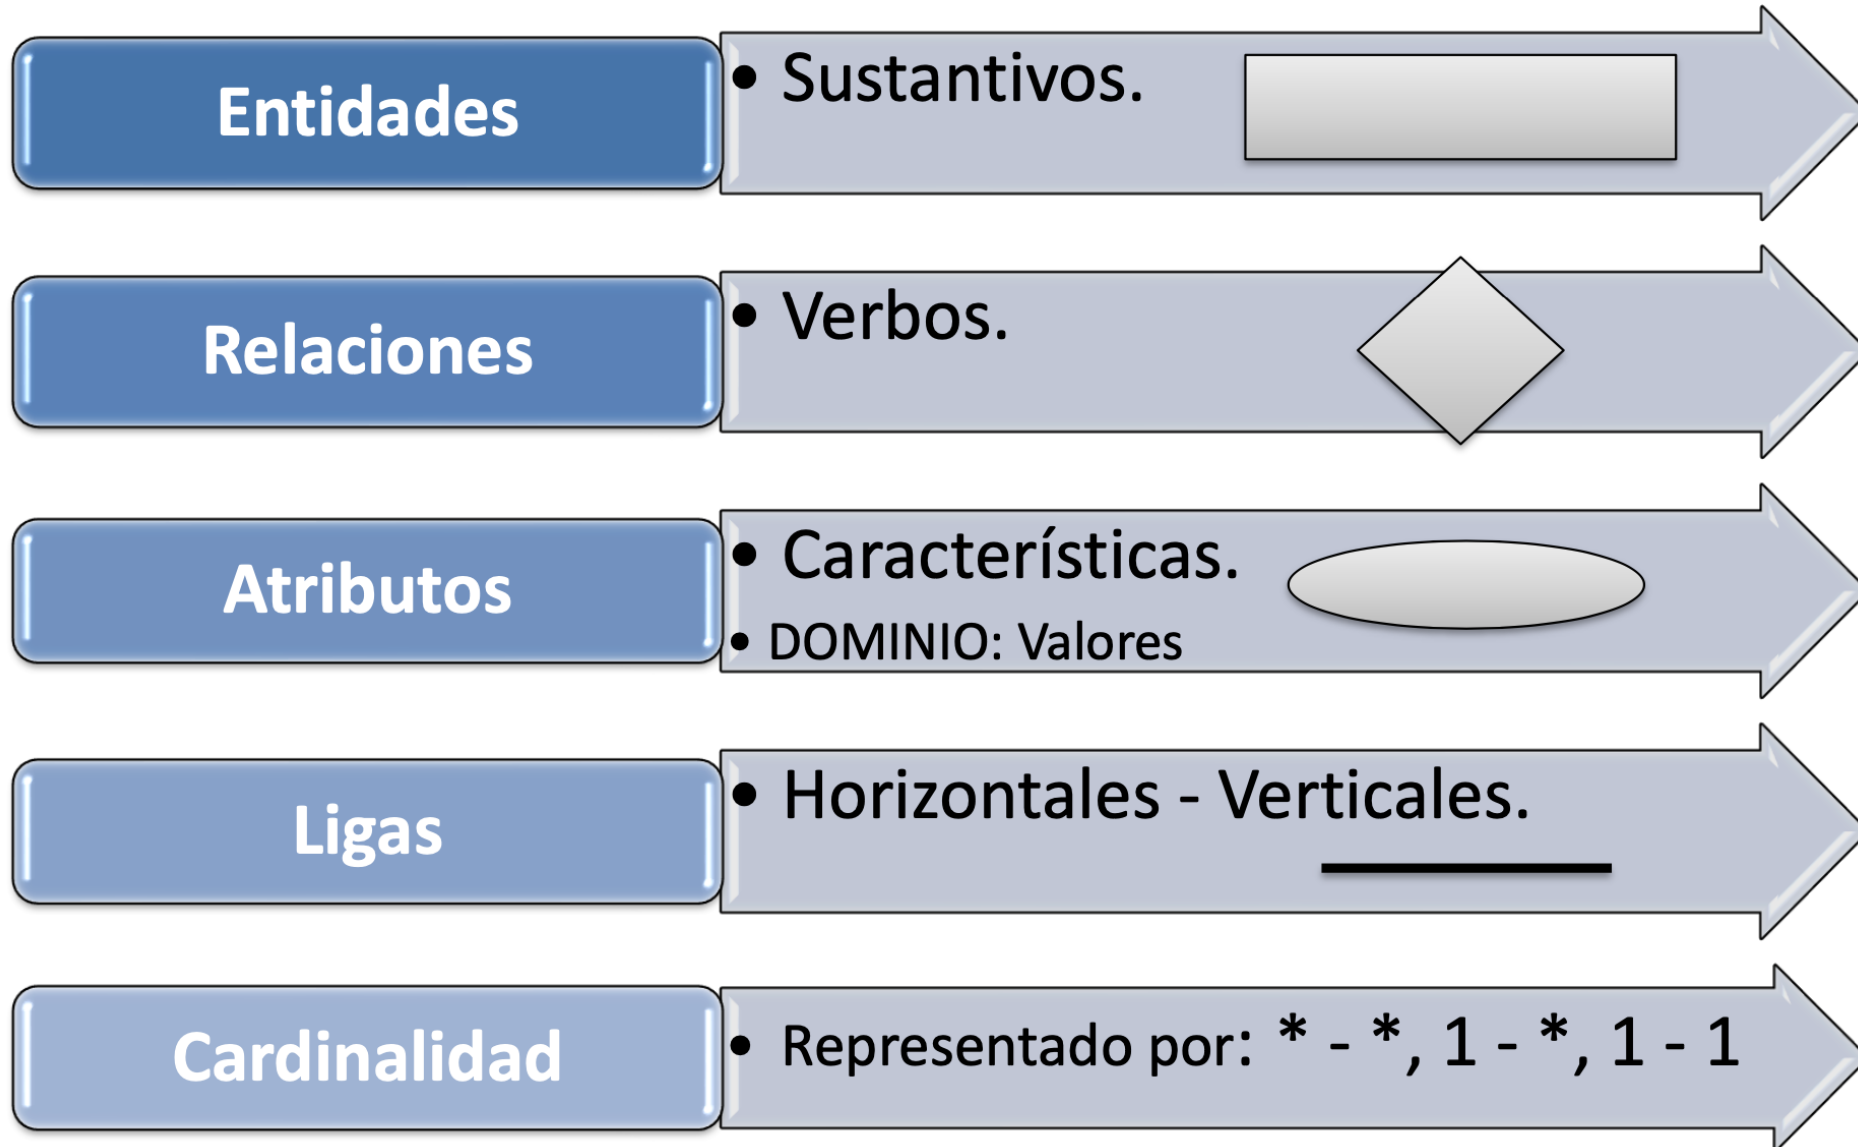 Entidades
• Sustantivos.
Relaciones
• Verbos.
Atributos
• Características.
• DOMINIO: Valores
Ligas
• Horizontales - Verticales.
Cardinalidad
• Representado por: * - *, 1 - *, 1 - 1